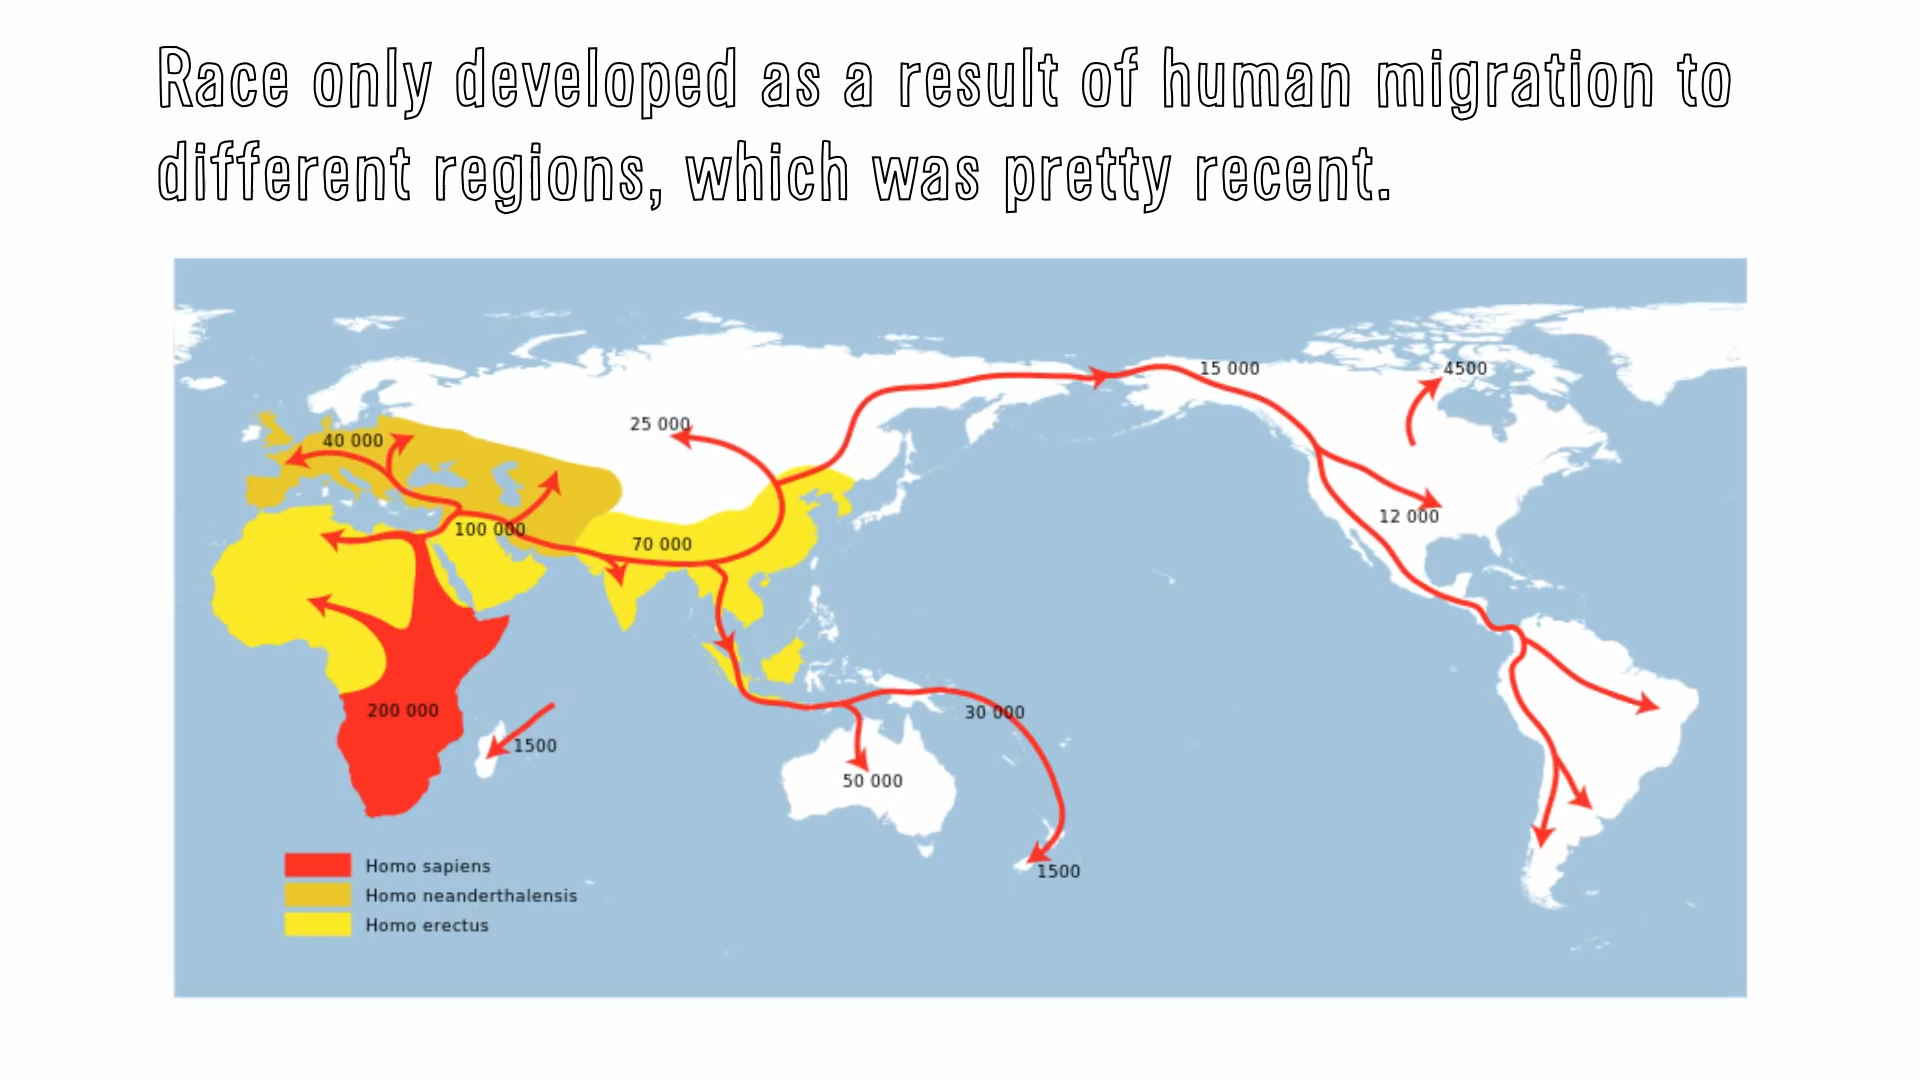 Race only developed as a result of human migration to
different regions, which was pretty recent.
15 000
4500
25 000
40 000
12 000
100 000
70 000
200 000
30 000
1500
50 000
1500
Homo sapiens
Homo neanderthalensis
Homo erectus